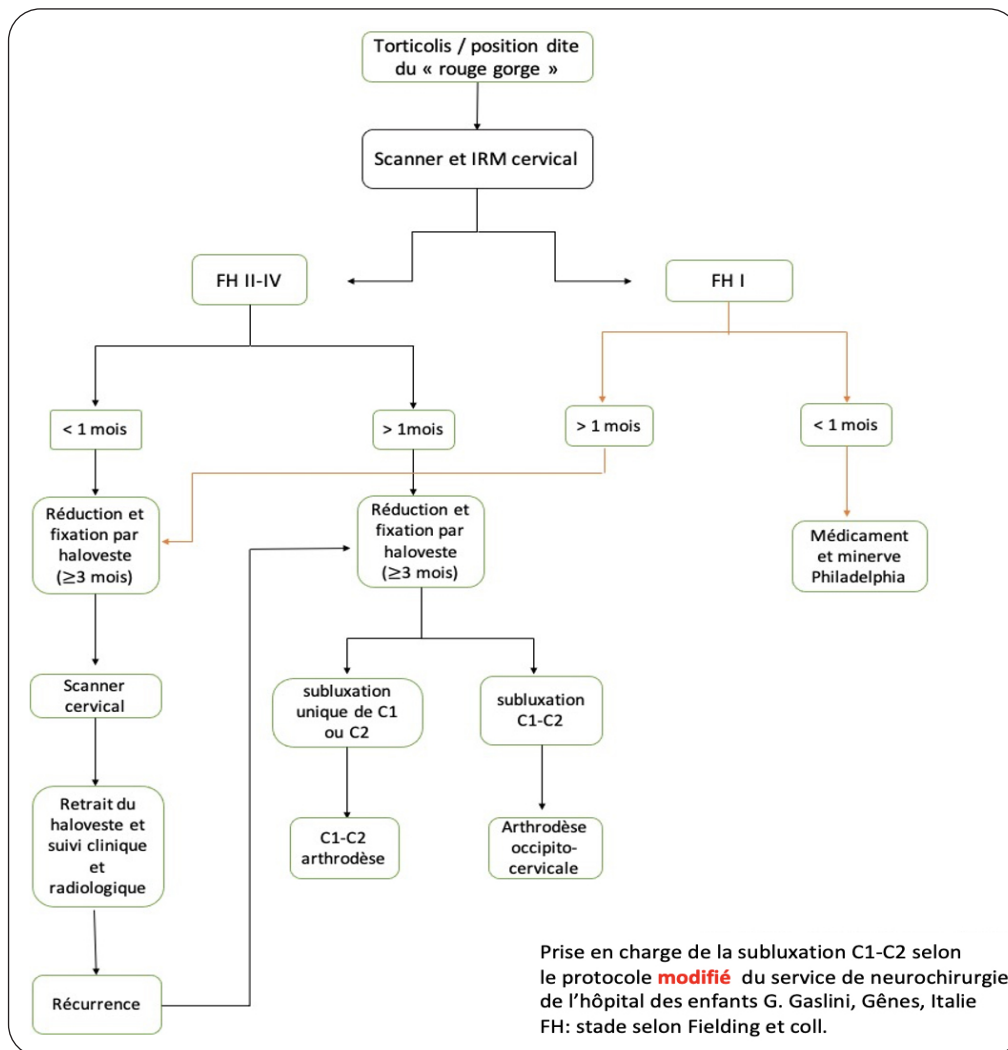 Torticolis / position dite
du « rouge gorge »
Scanner et IRM cervical
FH II-IV
FH I
< 1 mois
> 1mois
> 1 mois
< 1 mois
Réduction et
fixation par
haloveste
(≥3 mois)
Réduction et
fixation par
haloveste
(≥3 mois)
Médicament
et minerve
Philadelphia
Scanner
cervical
subluxation
unique de C1
ou C2
subluxation
C1-C2
Retrait du
haloveste et
suivi clinique
et
radiologique
C1-C2
arthrodèse
Arthrodèse
occipito-
cervicale
Récurrence
Prise en charge de la subluxation C1-C2 selon
le protocole modifié du service de neurochirurgie
de l’hôpital des enfants G. Gaslini, Gênes, Italie
FH: stade selon Fielding et coll.